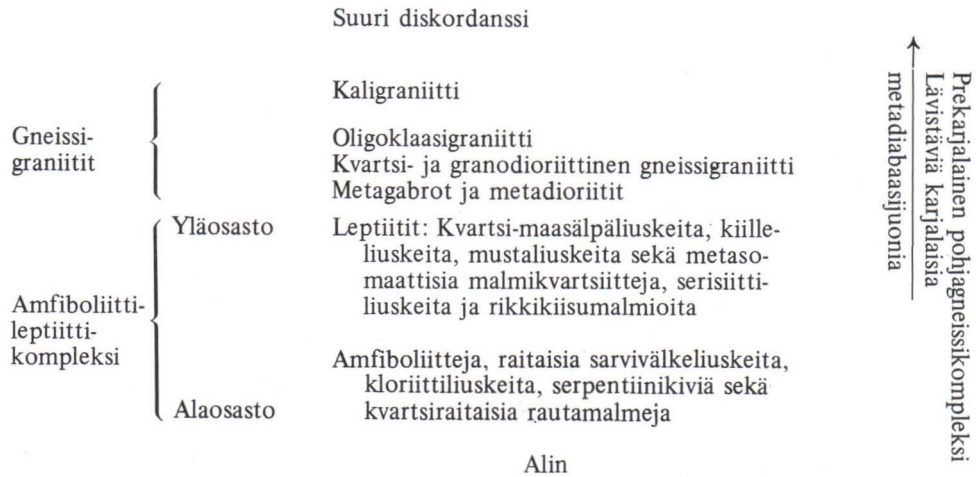 Suuri diskordanssi
Gneissi-
graniitit
Kaligraniitti
Oligoklaasigraniitti
Kvartsi- ja granodioriittinen gneissigraniitti
Metagabrot ja metadioriitit
Amfiboliitti-
leptiitti-
kompleksi
Yläosasto
Leptiitit: Kvartsi-maasälpäliuskeita, kiille-
liuskeita, mustaliuskeita sekä metaso-
maattisia malmikvartsiitteja, serisiitti-
liuskeita ja rikkikiisumalmioita
Alaosasto
Amfiboliitteja, raitaisia sarvivälkeliuskeita,
kloriittiliuskeita, serpentiinikiviä sekä
kvartsiraitaisia rautamalmeja
Alin
Prekarjalainen pohjagneissikompleksi
Lävistäviä karjalaisia
metadiabaasijuonia